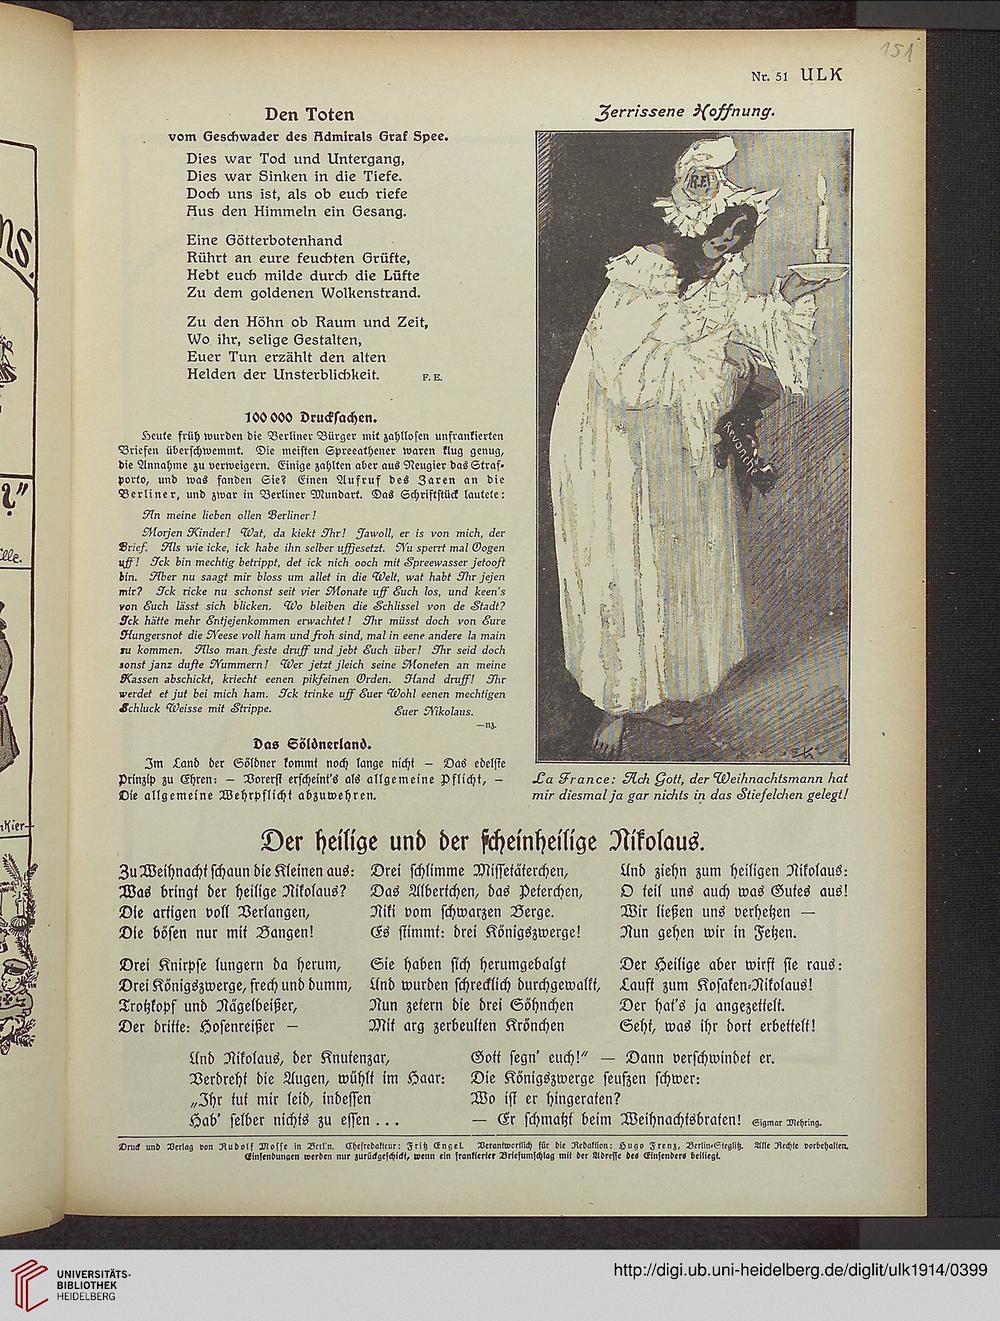 151
Nr. 51 ULK
Den Toten
vom Geschwader des Admirals Graf Spee.
Dies war Tod und Untergang,
Dies war Sinken in die Tiefe.
Doch uns ist, als ob euch riefe
Aus den Himmeln ein Gesang.
Eine Götterbotenhand
Rührt an eure feuchten Grüfte,
Hebt euch milde durch die Lüfte
Zu dem goldenen Wolkenstrand.
Zu den Höhn ob Raum und Zeit,
Wo ihr, selige Gestalten,
Euer Tun erzählt den alten
Helden der Unsterblichkeit. F. E.
100 000 Drucksachen.
Heute früh wurden die Berliner Bürger mit zahllosen unfrankierten
Briefen überschwemmt. Die meisten Spreeathener waren klug genug,
die Annahme zu verweigern. Einige zahlten aber aus Neugier das Straf-
porto, und was fanden Sie? Einen Aufruf des Zaren an die
Berliner, und zwar in Berliner Mundart. Das Schriftstück lautete:
An meine lieben ollen Berliner!
Morjen Kinder! Wat, da kiekt Ihr! Jawoll, er is von mich, der
Brief. Als wie icke, ick habe ihn selber uffjesetzt. Nu sperrt mal Oogen
uff! Ick bin mechtig betrippt, det ick nich ooch mit Spreewasser jetooft
bin. Aber nu saagt mir bloss um allet in die Welt, wat habt Ihr jejen
mir? Ick ricke nu schonst seit vier Monate uff Euch los, und keen's
von Euch lässt sich blicken. Wo bleiben die Schlissel von de Stadt?
Ick hätte mehr Entjejenkommen erwachtet! Ihr müsst doch von Eure
Hungersnot die Neese voll ham und froh sind, mal in eene andere la main
zu kommen. Also man feste druff und jebt Euch über! Ihr seid doch
sonst janz dufte Nummern! Wer jetzt jleich seine Moneten an meine
Kassen abschickt, kriecht eenen pikfeinen Orden. Hand druff! Ihr
werdet et jut bei mich ham. Ick trinke uff Euer Wohl eenen mechtigen
Schluck Weisse mit Strippe. Euer Nikolaus.
—nz.
Das Söldnerland.
Im Land der Söldner kommt noch lange nicht — Das edelste
Prinzip zu Ehren: — Vorerst erscheint's als allgemeine Pflicht, —
Die allgemeine Wehrpflicht abzuwehren.
Zerrissene Hoffnung.
R.F.
Revanche
EK
La France: Ach Gott, der Weihnachtsmann hat
mir diesmal ja gar nichts in das Stiefelchen gelegt!
Der heilige und der scheinheilige Nikolaus.
Zu Weihnacht schaun die Kleinen aus:
Was bringt der heilige Nikolaus?
Die artigen voll Verlangen,
Die bösen nur mit Bangen!
Drei Knirpse lungern da herum,
Drei Königszwerge, frech und dumm,
Trotzkopf und Nägelbeißer,
Der dritte: Hosenreißer —
Drei schlimme Missetäterchen,
Das Albertchen, das Peterchen,
Niki vom schwarzen Berge.
Es stimmt: drei Königszwerge!
Sie haben sich herumgebalgt
Und wurden schrecklich durchgewalkt,
Nun zetern die drei Söhnchen
Mit arg zerbeulten Krönchen
Und ziehn zum heiligen Nikolaus:
O teil uns auch was Gutes aus!
Wir ließen uns verhetzen —
Nun gehen wir in Fetzen.
Der Heilige aber wirft sie raus:
Lauft zum Kosaken-Nikolaus!
Der hat's ja angezettelt.
Seht, was ihr dort erbettelt!
Und Nikolaus, der Knutenzar,
Verdreht die Augen, wühlt im Haar:
„Ihr tut mir leid, indessen
Hab' selber nichts zu essen . . .
Gott segn' euch!“ — Dann verschwindet er.
Die Königszwerge seufzen schwer:
Wo ist er hingeraten?
— Er schmatzt beim Weihnachtsbraten! Sigmar Mehring.
Druck und Verlag von Rudolf Mosse in Berlin. Chefredakteur: Fritz Engel. Verantwortlich für die Redaktion: Hugo Frenz, Berlin-Steglitz. Alle Rechte vorbehalten.
Einsendungen werden nur zurückgeschickt, wenn ein frankierter Briefumschlag mit der Adresse des Einsenders beiliegt.
UNIVERSITÄTS-
BIBLIOTHEK
HEIDELBERG
http://digi.ub.uni-heidelberg.de/diglit/ulk1914/0399